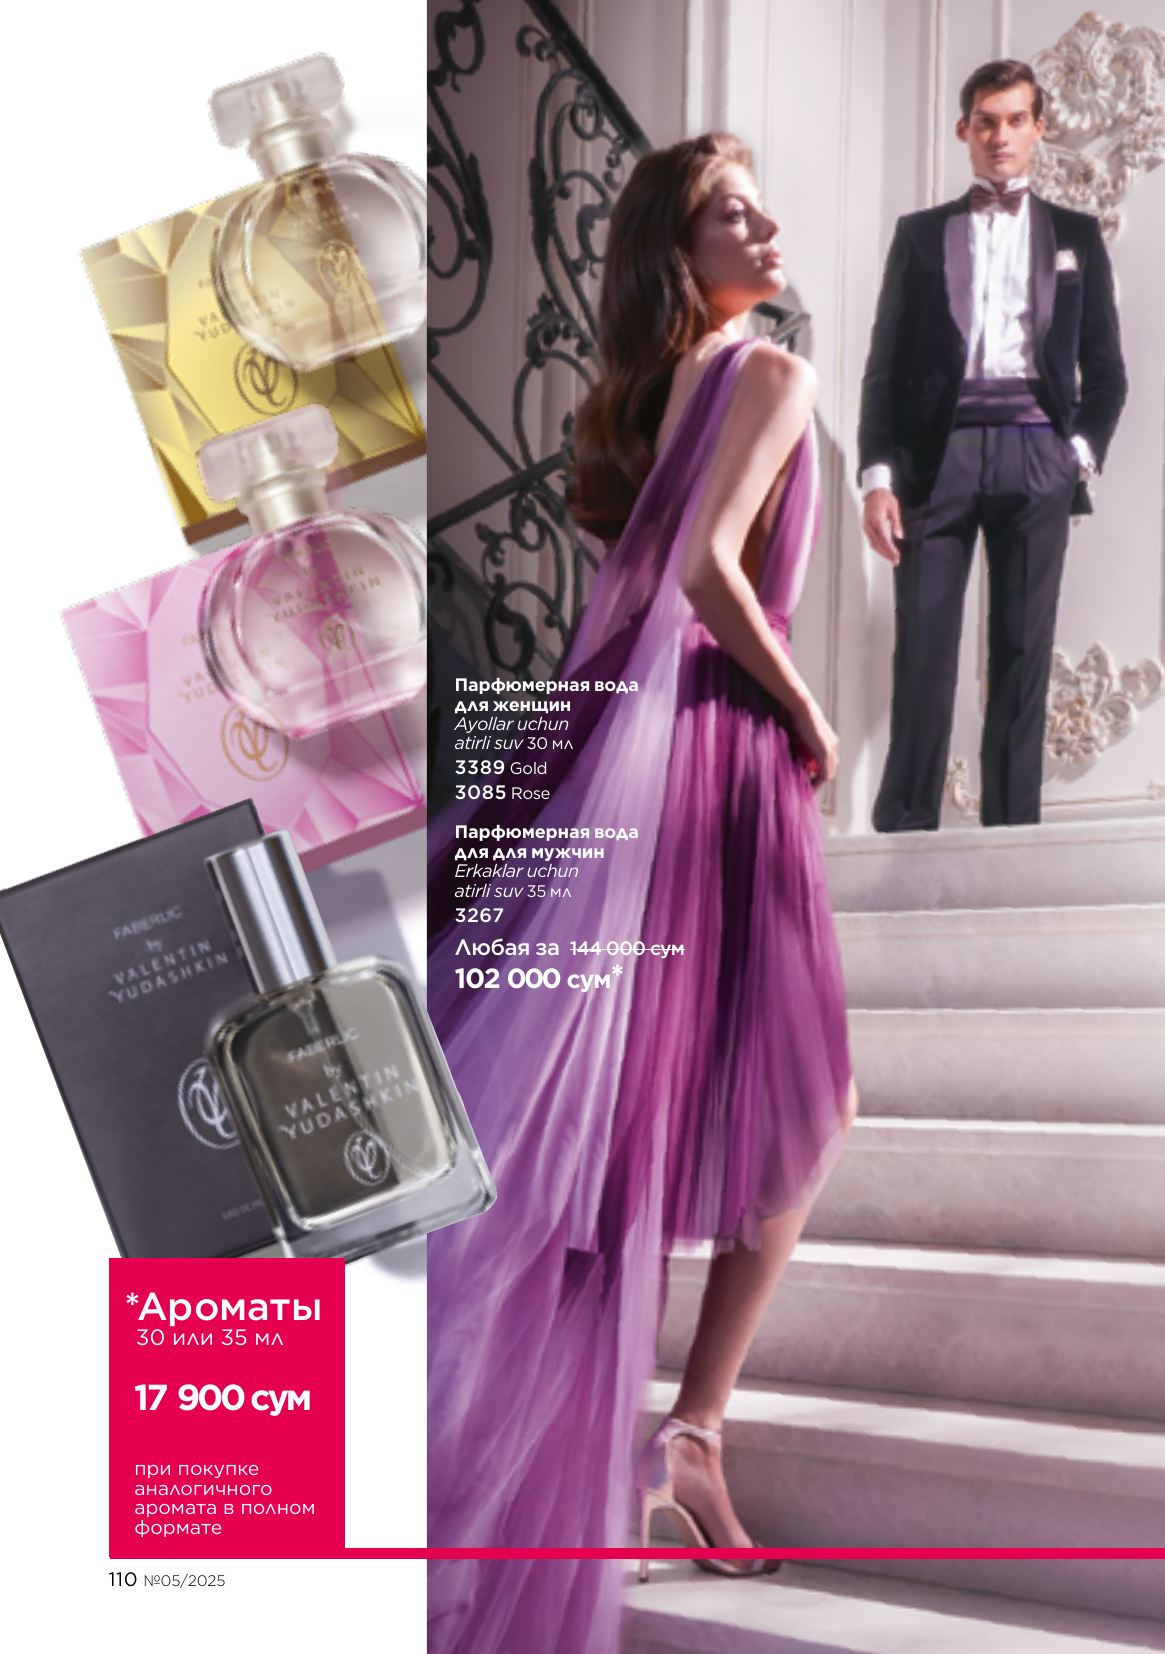 VALENTIN
YUDASHKIN
VALENTIN
YUDASHKIN
Парфюмерная вода
для женщин
Ayollar uchun
atirli suv 30 мл
3389 Gold
3085 Rose
Парфюмерная вода
для для мужчин
Erkaklar uchun
atirli suv 35 мл
3267
Любая за 144 000 сум
102 000 сум*
FABERLIC
by
VALENTIN
YUDASHKIN
FABERLIC
by
VALENTIN
YUDASHKIN
*Ароматы
30 или 35 мл
17 900 сум
при покупке
аналогичного
аромата в полном
формате
110 №05/2025